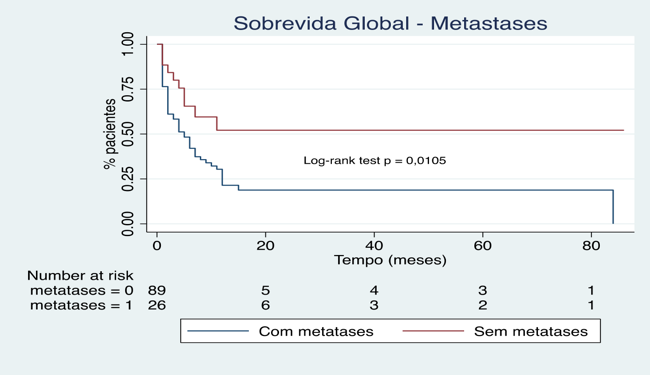 Sobrevida Global - Metastases
1.00
0.75
0.50
0.25
0.00
% pacientes
Log-rank test p = 0,0105
0 20 40 60 80
Tempo (meses)
Number at risk
metatases = 0 89 5 4 3 1
metatases = 1 26 6 3 2 1
Com metatases Sem metatases